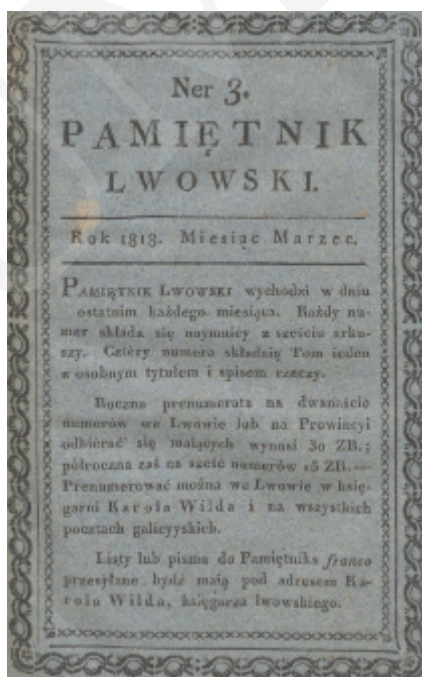 Ner 3.
PAMIĘTNIK
LWOWSKI.
Rok 1818. Miesiąc Marzec.
PAMIĘTNIK LWOWSKI wychodzi w dniu
ostatnim każdego miesiąca. Każdy nu-
mer składa się naymniey z sześciu arku-
szy. Cztéry numera składaią Tom ieden
z osobnym tytułem i spisem rzeczy.
Roczna prenumerata na dwanaście
numerów we Lwowie lub na Prowincyi
odbierać się maiących wynosi 30 ZR.;
półroczna zaś na sześć numerów 15 ZR.—
Prenumerować można we Lwowie w księ-
garni Karola Wilda i na wszystkich
pocztach galicyyskich.
Listy lub pisma do Pamiętnika franco
przesyłane bydź maią pod adressem Ka-
rola Wilda, księgarza lwowskiego.